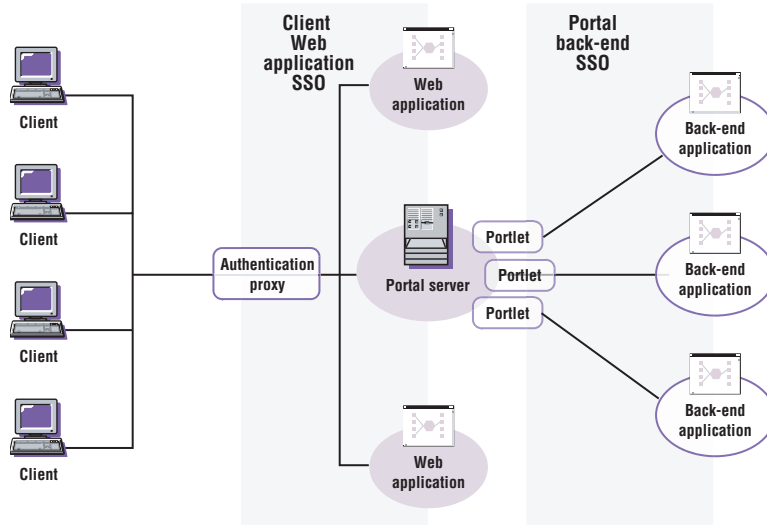 Client
Web
application
SSO
Portal
back-end
SSO
Client
Client
Client
Client
Authentication
proxy
Web
application
Portal server
Web
application
Portlet
Portlet
Portlet
Back-end
application
Back-end
application
Back-end
application